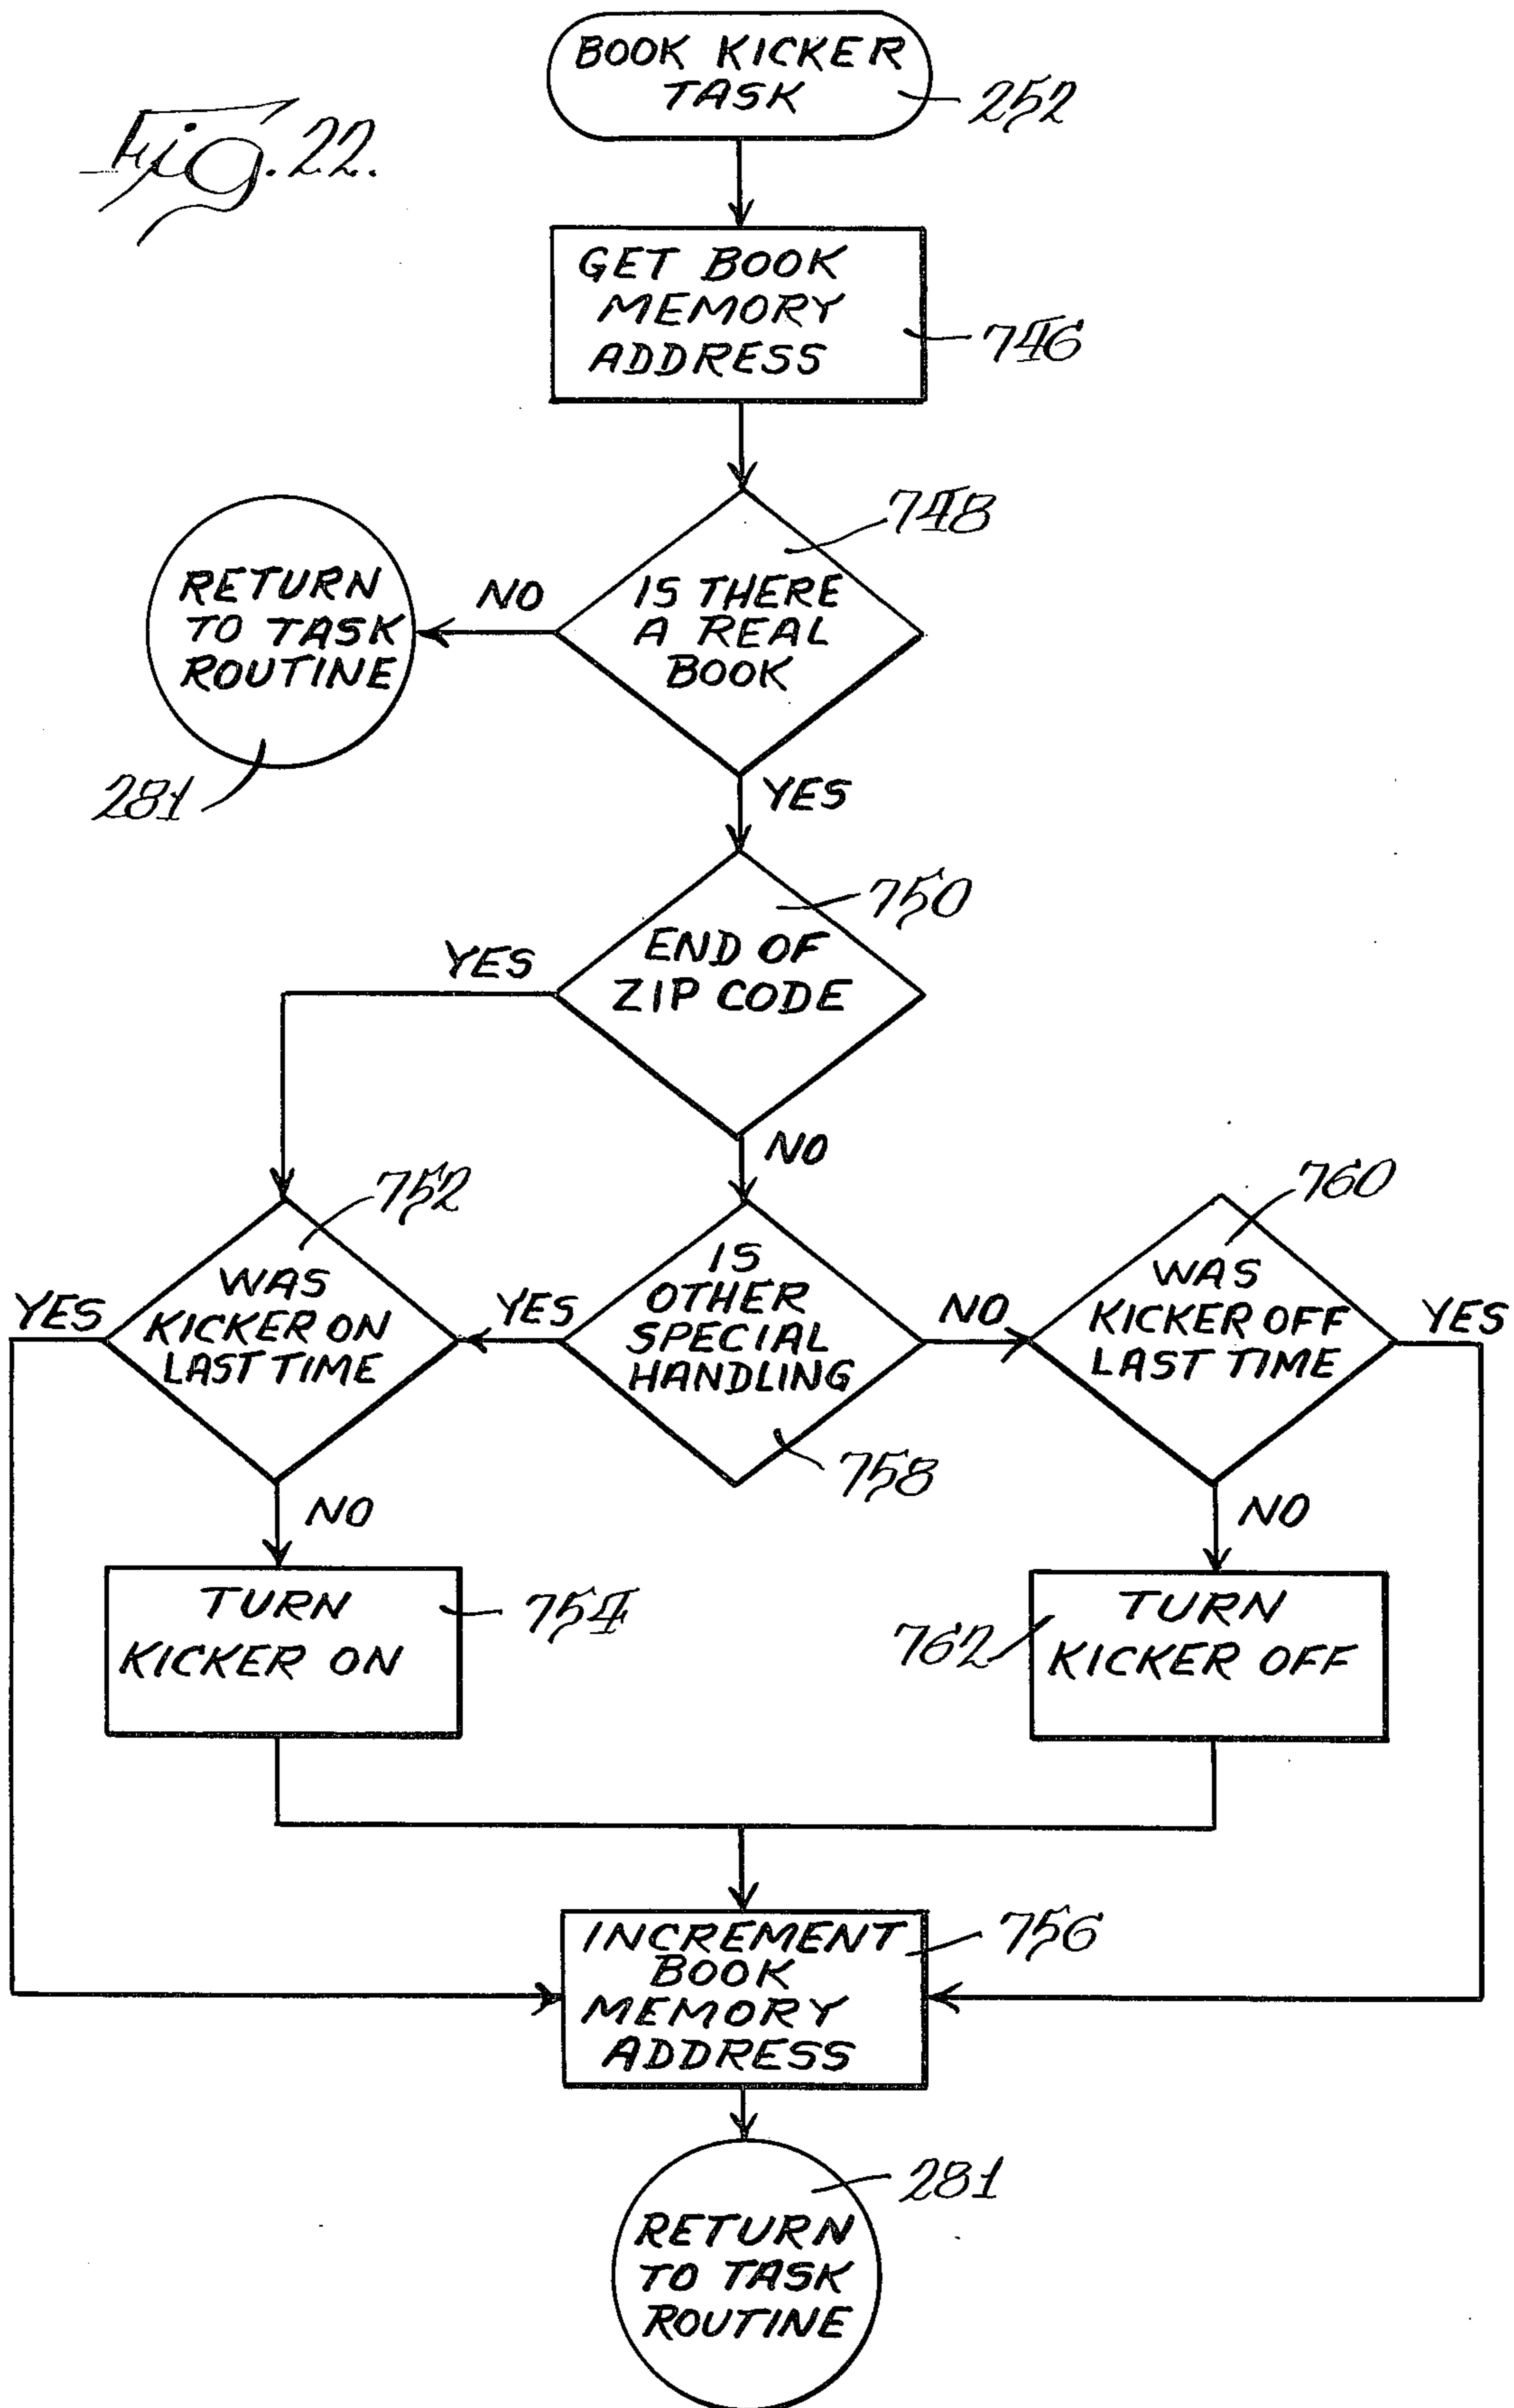 Fig. 22.
BOOK KICKER
TASK
252
GET BOOK
MEMORY
ADDRESS
746
748
IS THERE
A REAL
BOOK
NO
RETURN
TO TASK
ROUTINE
281
YES
750
END OF
ZIP CODE
YES
NO
752
WAS
KICKER ON
LAST TIME
YES
YES
IS
OTHER
SPECIAL
HANDLING
758
NO
760
WAS
KICKER OFF
LAST TIME
YES
NO
NO
TURN
KICKER ON
754
762
TURN
KICKER OFF
INCREMENT
BOOK
MEMORY
ADDRESS
756
281
RETURN
TO TASK
ROUTINE